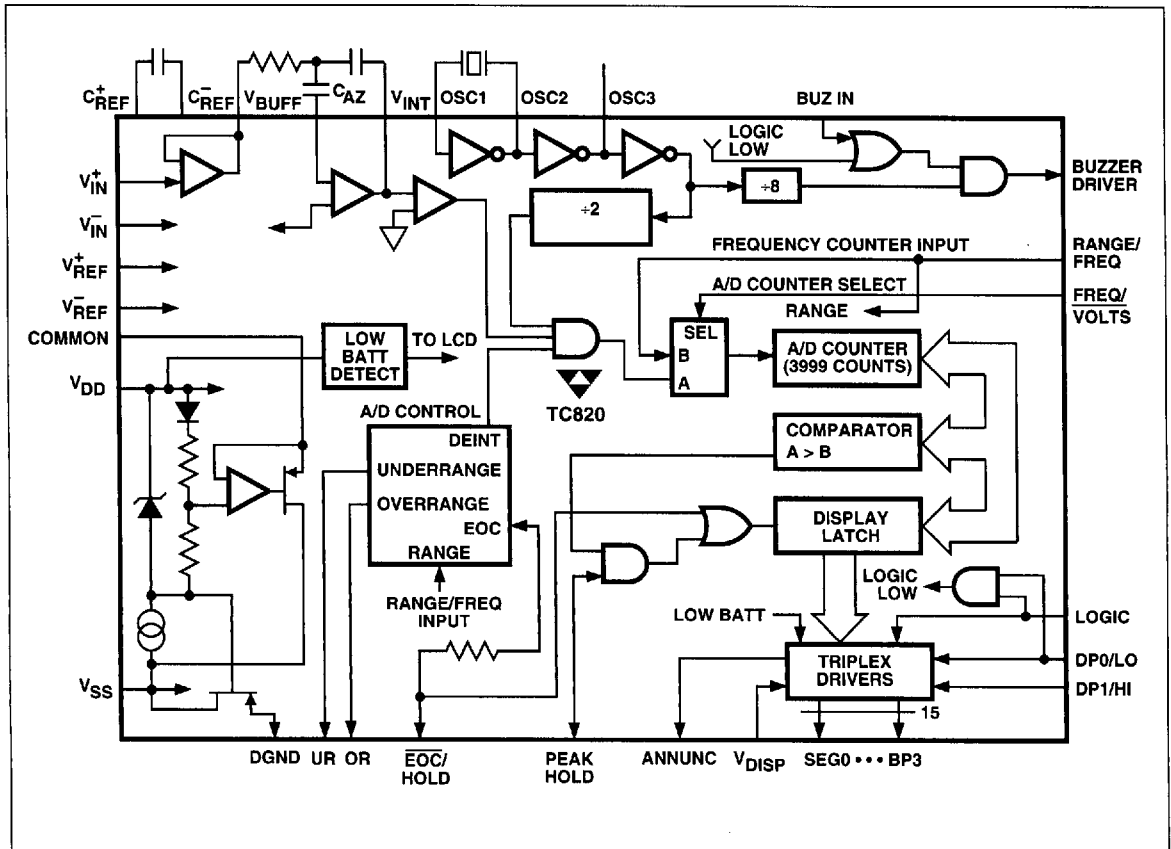 C+REF
C−REF
VBUFF
CAZ
VINT
OSC1
OSC2
OSC3
BUZ IN
LOGIC
LOW
BUZZER
DRIVER
V+IN
÷8
÷2
V−IN
FREQUENCY COUNTER INPUT
RANGE/
FREQ
V+REF
A/D COUNTER SELECT
RANGE
FREQ/
VOLTS
V−REF
COMMON
LOW
BATT
DETECT
TO LCD
SEL
B
A
A/D COUNTER
(3999 COUNTS)
VDD
TC820
A/D CONTROL
DEINT
UNDERRANGE
OVERRANGE
EOC
RANGE
COMPARATOR
A > B
DISPLAY
LATCH
RANGE/FREQ
INPUT
LOGIC
LOW
LOW BATT
LOGIC
TRIPLEX
DRIVERS
DP0/LO
DP1/HI
VSS
15
DGND
UR
OR
EOC/
HOLD
PEAK
HOLD
ANNUNC
VDISP
SEG0 ••• BP3